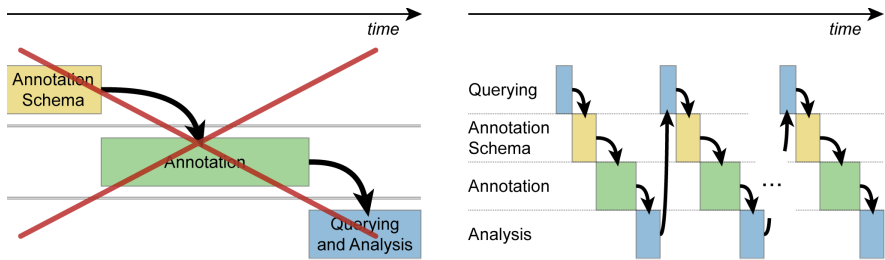 time
Annotation
Schema
Annotation
Querying
and Analysis
time
Querying
Annotation
Schema
Annotation
...
Analysis